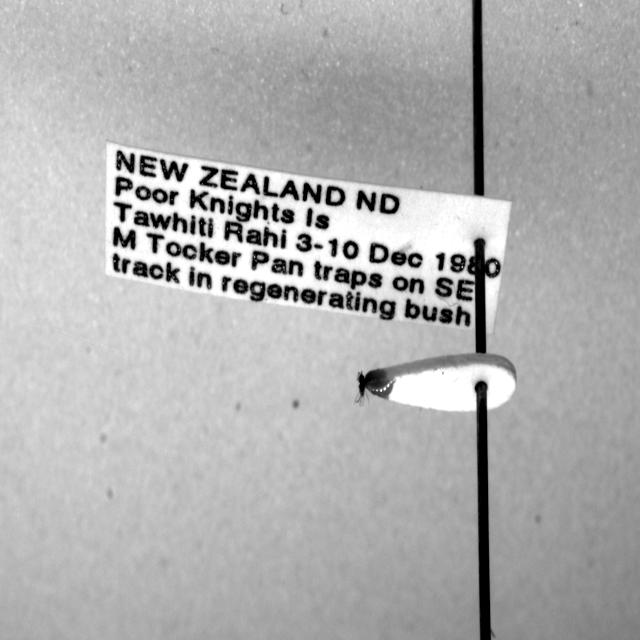 NEW ZEALAND ND
Poor Knights Is
Tawhiti Rahi 3-10 Dec 1980
M Tocker Pan traps on SE
track in regenerating bush